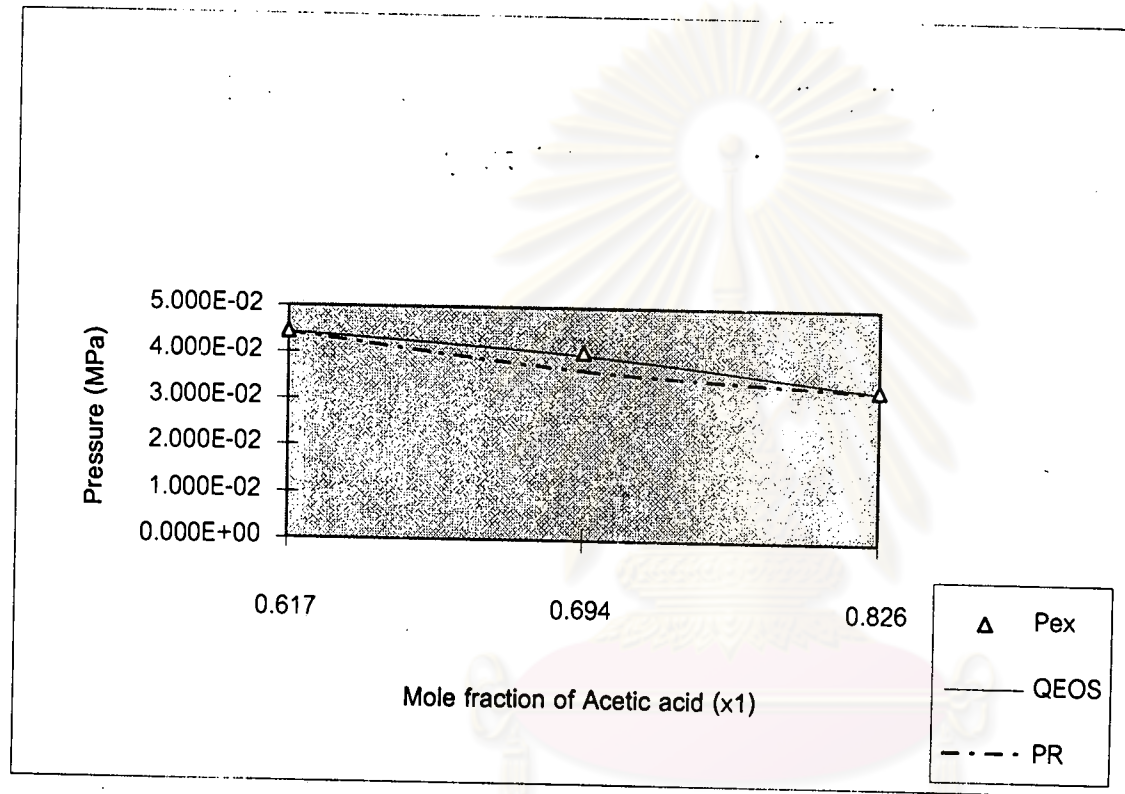 5.000E-02
4.000E-02
3.000E-02
2.000E-02
1.000E-02
0.000E+00
Pressure (MPa)
0.617 0.694 0.826
Mole fraction of Acetic acid (x1)
Pex
QEOS
PR